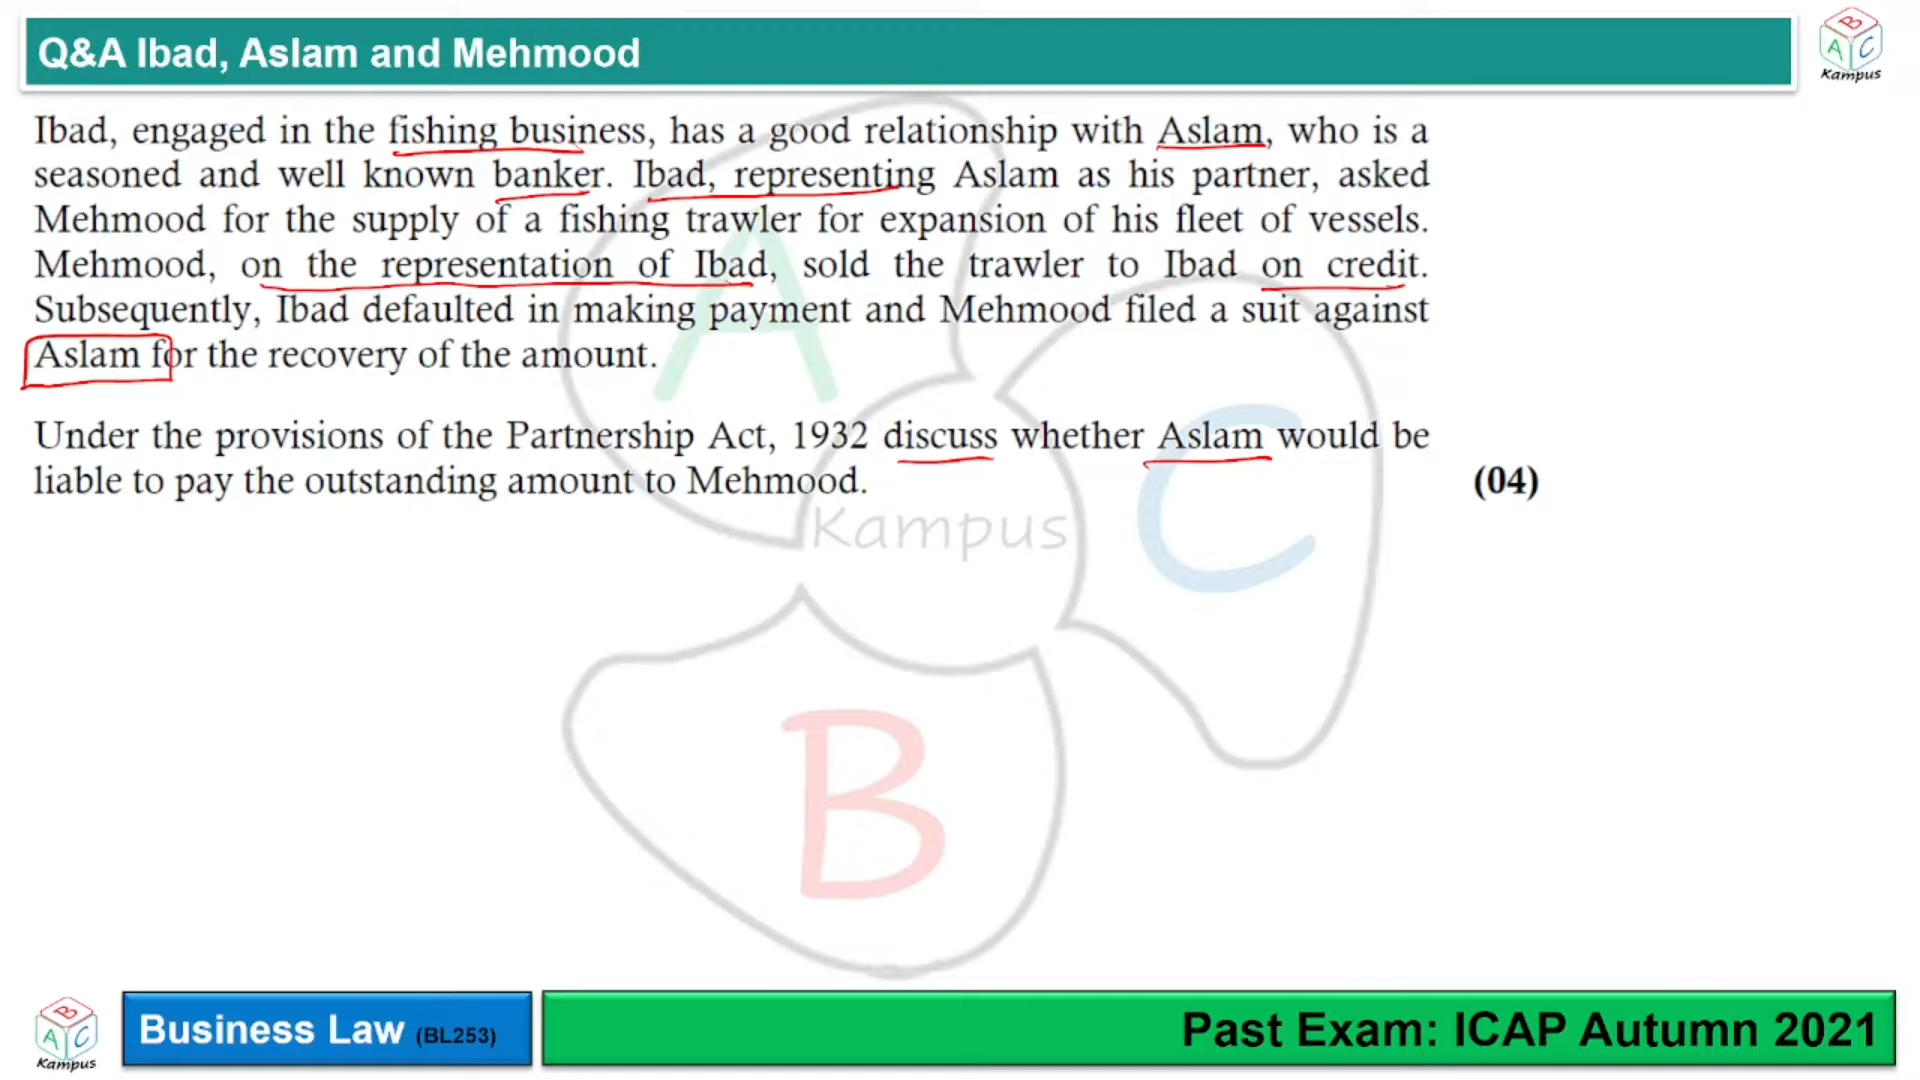 Q&A Ibad, Aslam and Mehmood
B
A C
Kampus
Ibad, engaged in the fishing business, has a good relationship with Aslam, who is a
seasoned and well known banker. Ibad, representing Aslam as his partner, asked
Mehmood for the supply of a fishing trawler for expansion of his fleet of vessels.
Mehmood, on the representation of Ibad, sold the trawler to Ibad on credit.
Subsequently, Ibad defaulted in making payment and Mehmood filed a suit against
Aslam for the recovery of the amount.
Under the provisions of the Partnership Act, 1932 discuss whether Aslam would be
liable to pay the outstanding amount to Mehmood. (04)
A
C
Kampus
B
B
A C
Kampus
Business Law (BL253)
Past Exam: ICAP Autumn 2021